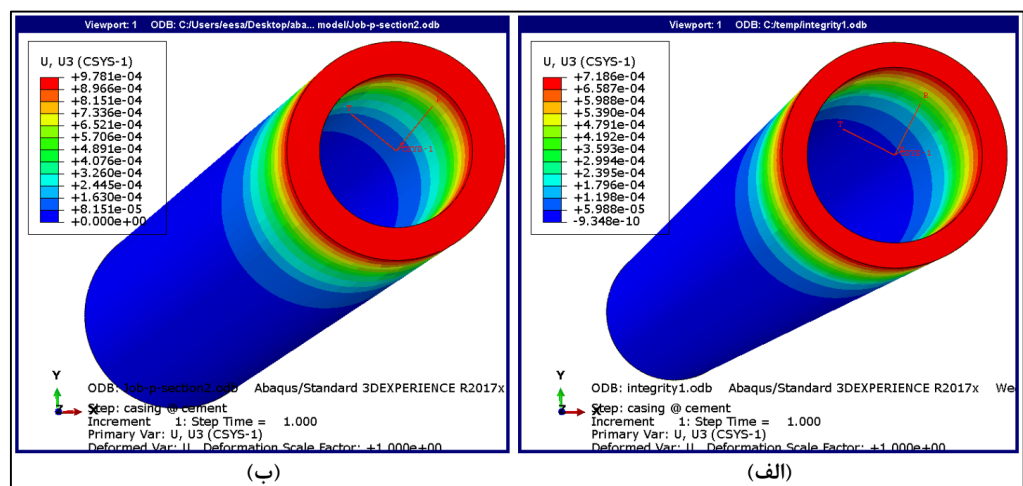 Viewport: 1 ODB: C:/Users/eesa/Desktop/aba... model/Job-p-section2.odb
U, U3 (CSYS-1)
+9.781e-04
+8.966e-04
+8.151e-04
+7.336e-04
+6.521e-04
+5.706e-04
+4.891e-04
+4.076e-04
+3.260e-04
+2.445e-04
+1.630e-04
+8.151e-05
+0.000e+00
Y
X
Z
ODB: Job-p-section2.odb Abaqus/Standard 3DEXPERIENCE R2017x
Step: casing @ cement
Increment 1: Step Time = 1.000
Primary Var: U, U3 (CSYS-1)
Deformed Var: U Deformation Scale Factor: +1.000e+00
(ب)
Viewport: 1 ODB: C:/temp/integrity1.odb
U, U3 (CSYS-1)
+7.186e-04
+6.587e-04
+5.988e-04
+5.390e-04
+4.791e-04
+4.192e-04
+3.593e-04
+2.994e-04
+2.395e-04
+1.796e-04
+1.198e-04
+5.988e-05
-9.348e-10
R
T
CSYS-1
Y
X
Z
ODB: integrity1.odb Abaqus/Standard 3DEXPERIENCE R2017x We
Step: casing @ cement
Increment 1: Step Time = 1.000
Primary Var: U, U3 (CSYS-1)
Deformed Var: U Deformation Scale Factor: +1.000e+00
(الف)